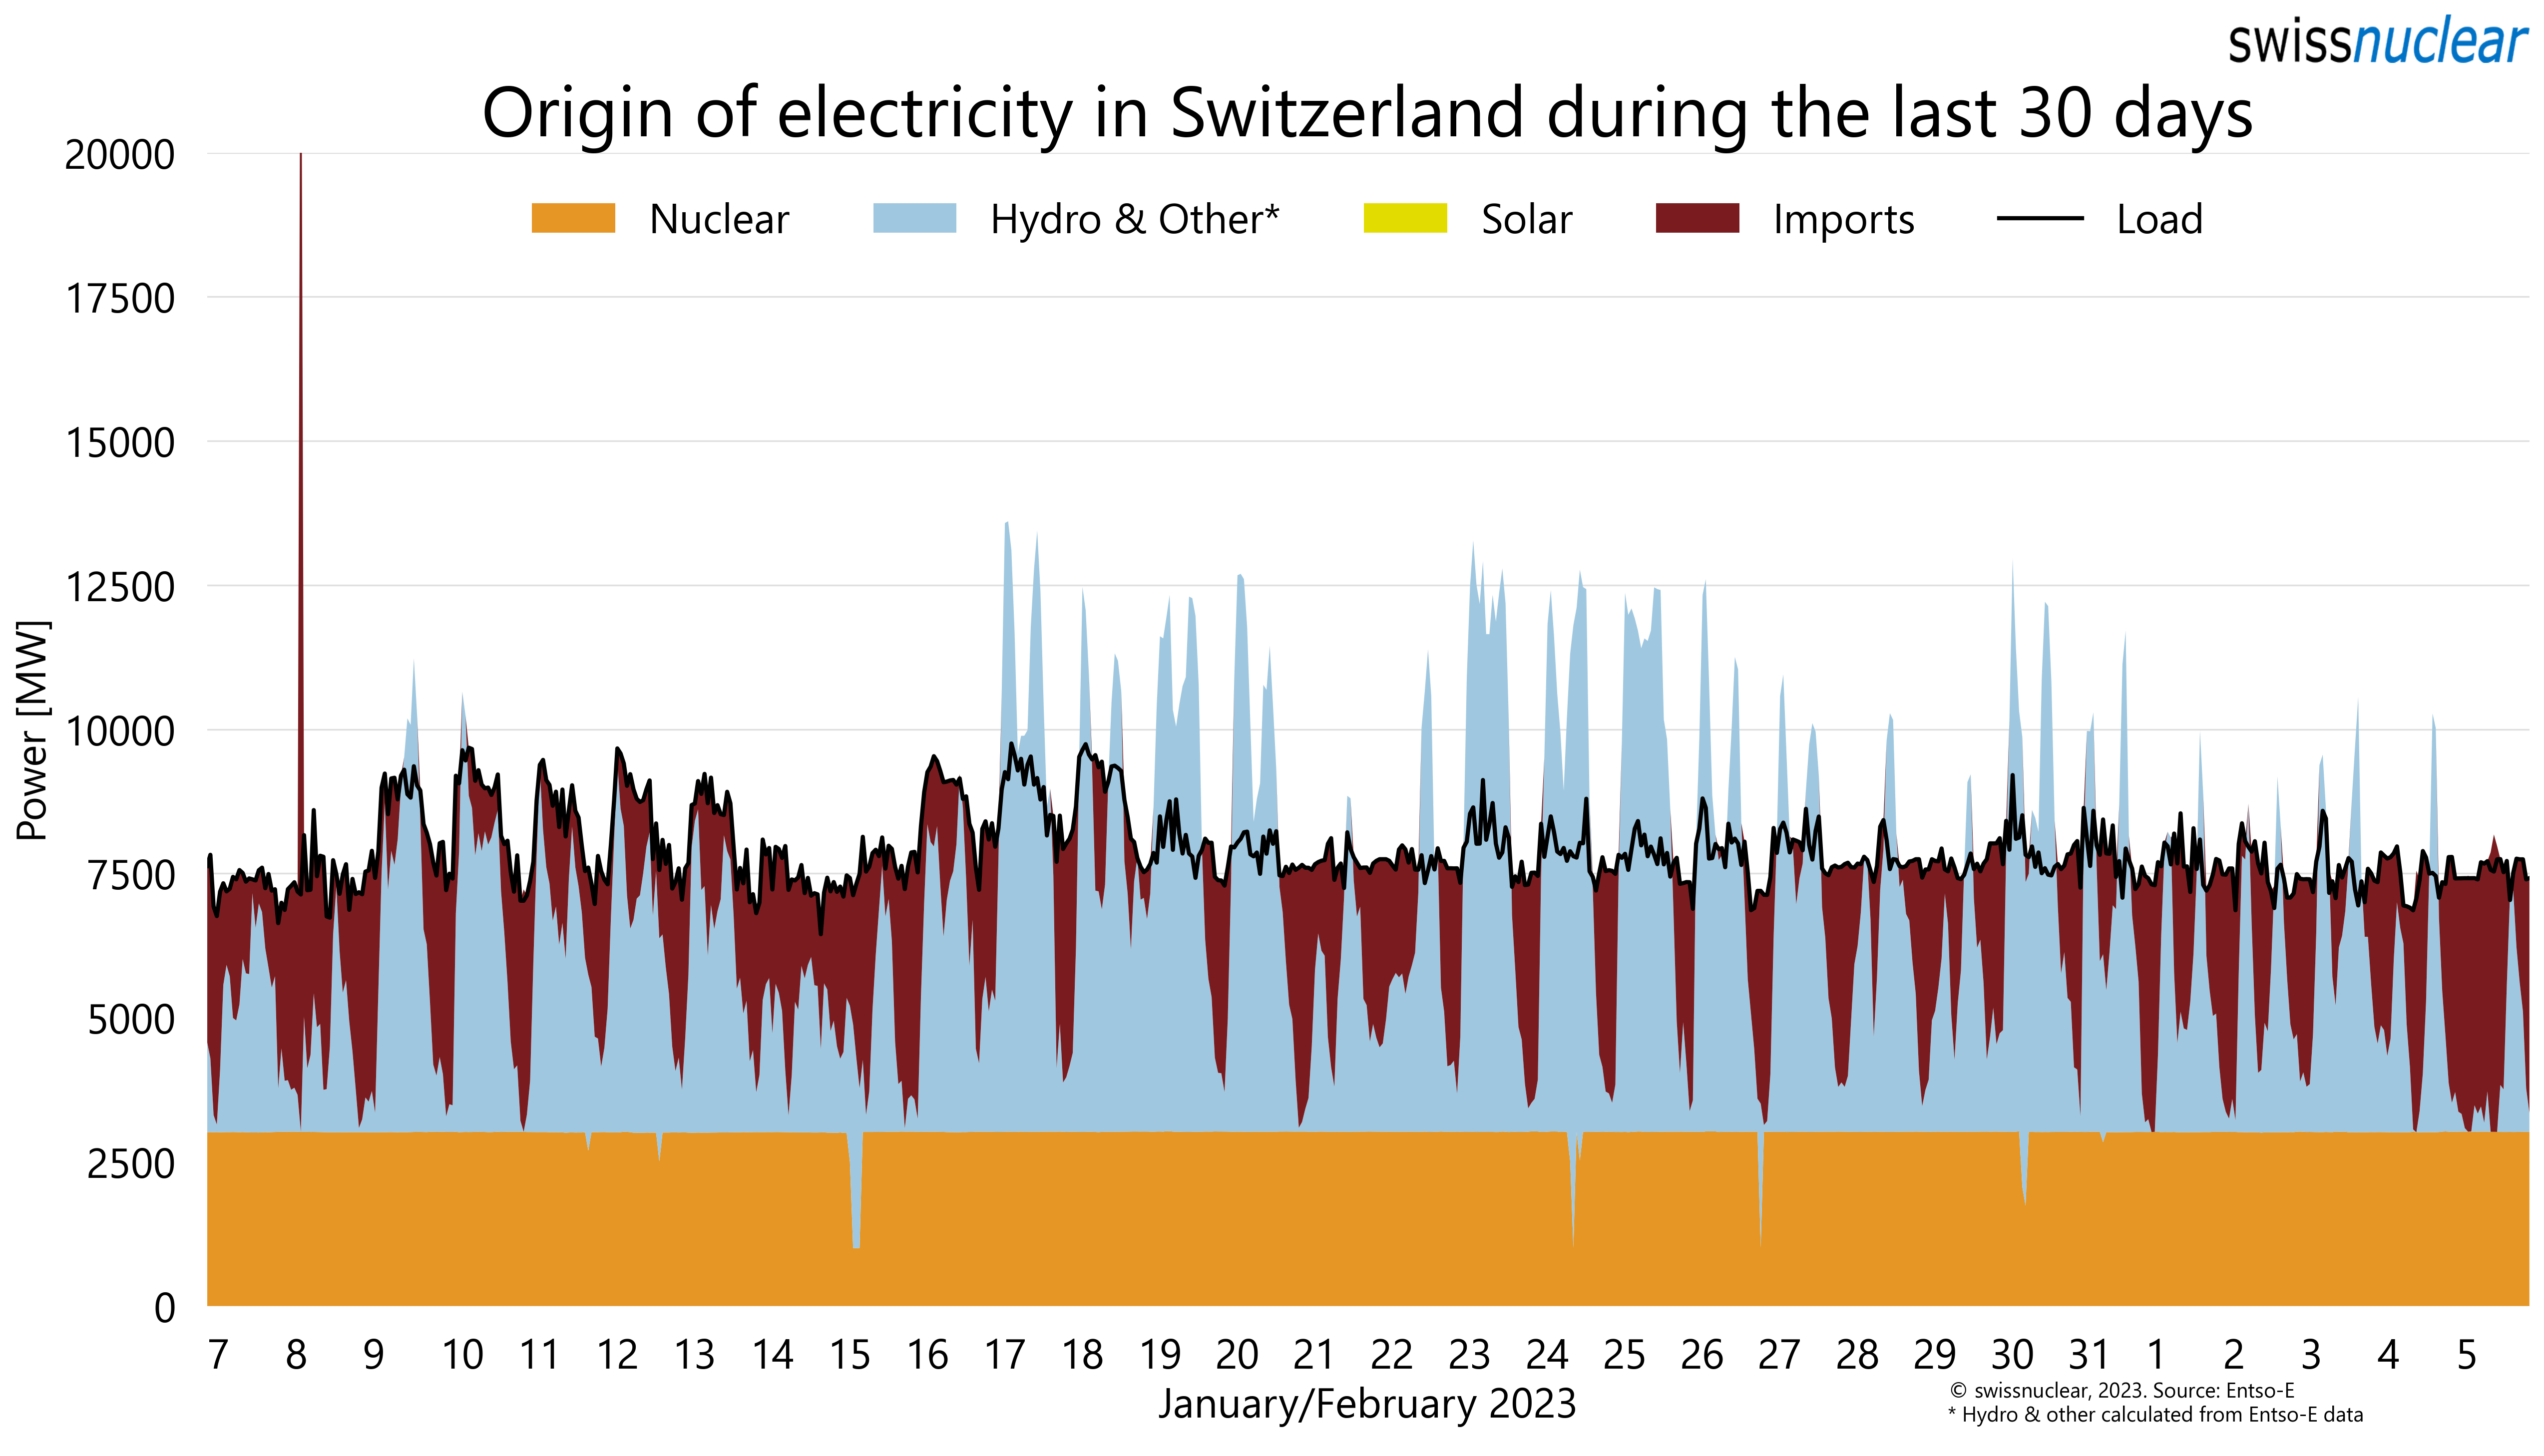 swissnuclear
Origin of electricity in Switzerland during the last 30 days
Nuclear Hydro & Other* Solar Imports Load
20000
17500
15000
12500
10000
7500
5000
2500
0
Power [MW]
7 8 9 10 11 12 13 14 15 16 17 18 19 20 21 22 23 24 25 26 27 28 29 30 31 1 2 3 4 5
January/February 2023
© swissnuclear, 2023. Source: Entso-E
* Hydro & other calculated from Entso-E data